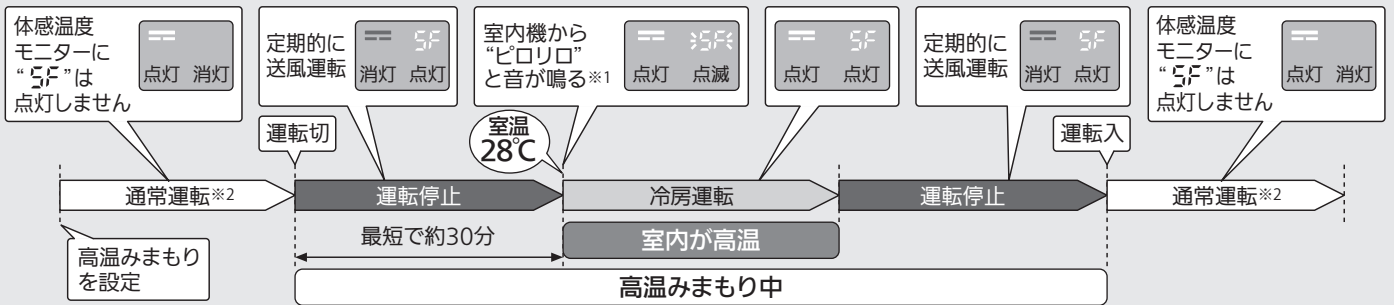 体感温度
モニターに
“ SF ”は
点灯しません
点灯 消灯
定期的に
送風運転
SF
消灯 点灯
室内機から
“ピロリロ”
と音が鳴る※1
SF
点灯 点滅
SF
点灯 点灯
定期的に
送風運転
SF
消灯 点灯
体感温度
モニターに
“ SF ”は
点灯しません
点灯 消灯
運転切
室温
28℃
運転入
通常運転※2
運転停止
冷房運転
運転停止
通常運転※2
高温みまもり
を設定
最短で約30分
室内が高温
高温みまもり中